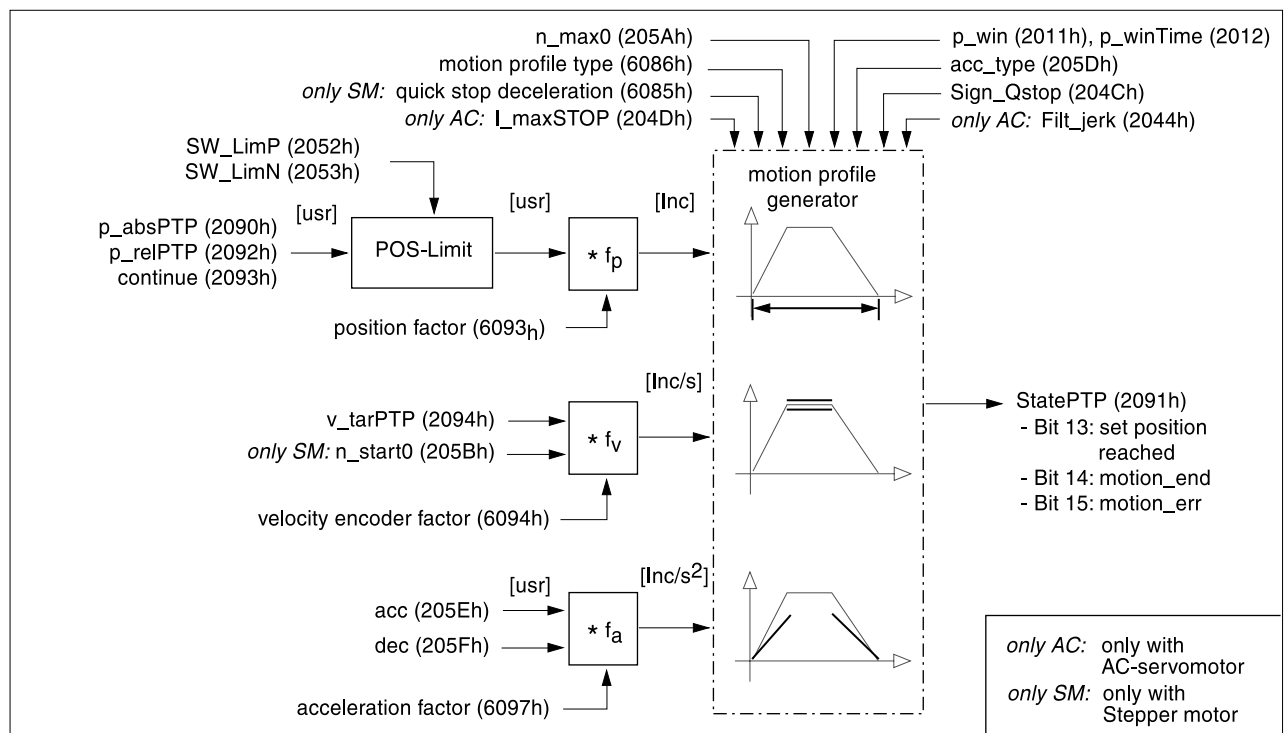 n_max0 (205Ah)
motion profile type (6086h)
only SM: quick stop deceleration (6085h)
only AC: I_maxSTOP (204Dh)
p_win (2011h), p_winTime (2012)
acc_type (205Dh)
Sign_Qstop (204Ch)
only AC: Filt_jerk (2044h)
SW_LimP (2052h)
SW_LimN (2053h)
[usr]
[usr]
[Inc]
motion profile
generator
p_absPTP (2090h)
p_relPTP (2092h)
continue (2093h)
POS-Limit
* fp
position factor (6093h)
[Inc/s]
v_tarPTP (2094h)
only SM: n_start0 (205Bh)
* fv
velocity encoder factor (6094h)
StatePTP (2091h)
- Bit 13: set position
reached
- Bit 14: motion_end
- Bit 15: motion_err
[usr]
[Inc/s2]
acc (205Eh)
dec (205Fh)
* fa
acceleration factor (6097h)
only AC: only with
AC-servomotor
only SM: only with
Stepper motor